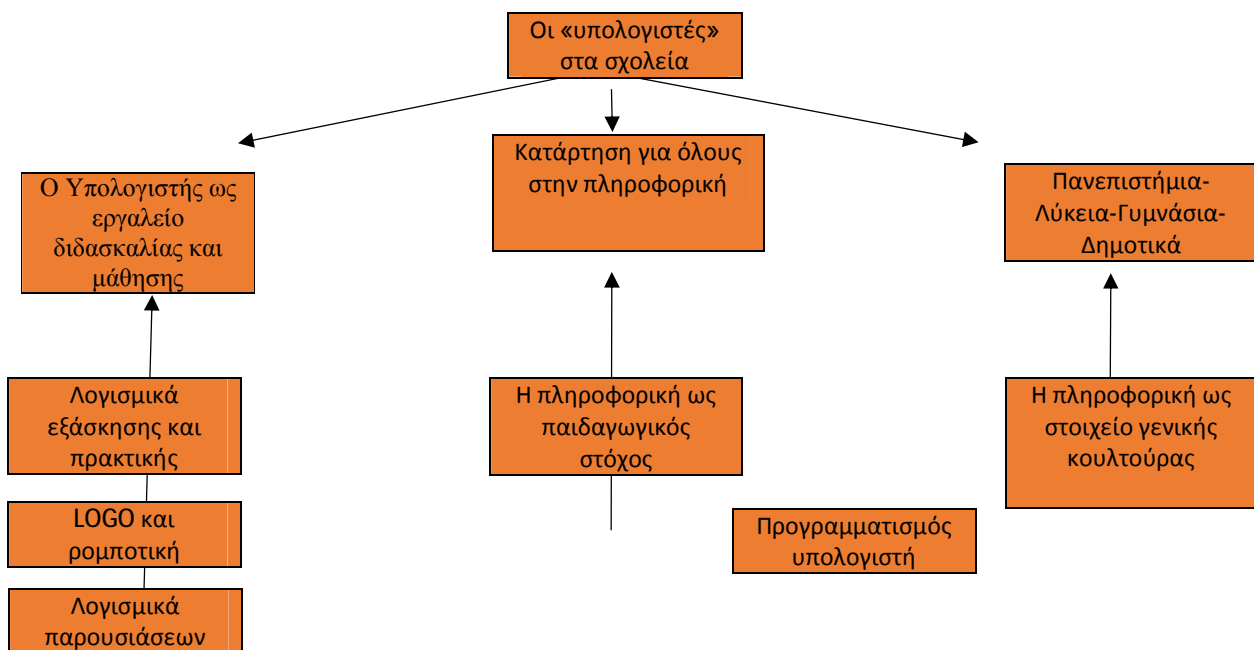 Οι «υπολογιστές»
στα σχολεία
Κατάρτηση για όλους
στην πληροφορική
Ο Υπολογιστής ως
εργαλείο
διδασκαλίας και
μάθησης
Πανεπιστήμια-
Λύκεια-Γυμνάσια-
Δημοτικά
Λογισμικά
εξάσκησης και
πρακτικής
Η πληροφορική ως
παιδαγωγικός
στόχος
Η πληροφορική ως
στοιχείο γενικής
κουλτούρας
LOGO και
ρομποτική
Προγραμματισμός
υπολογιστή
Λογισμικά
παρουσιάσεων